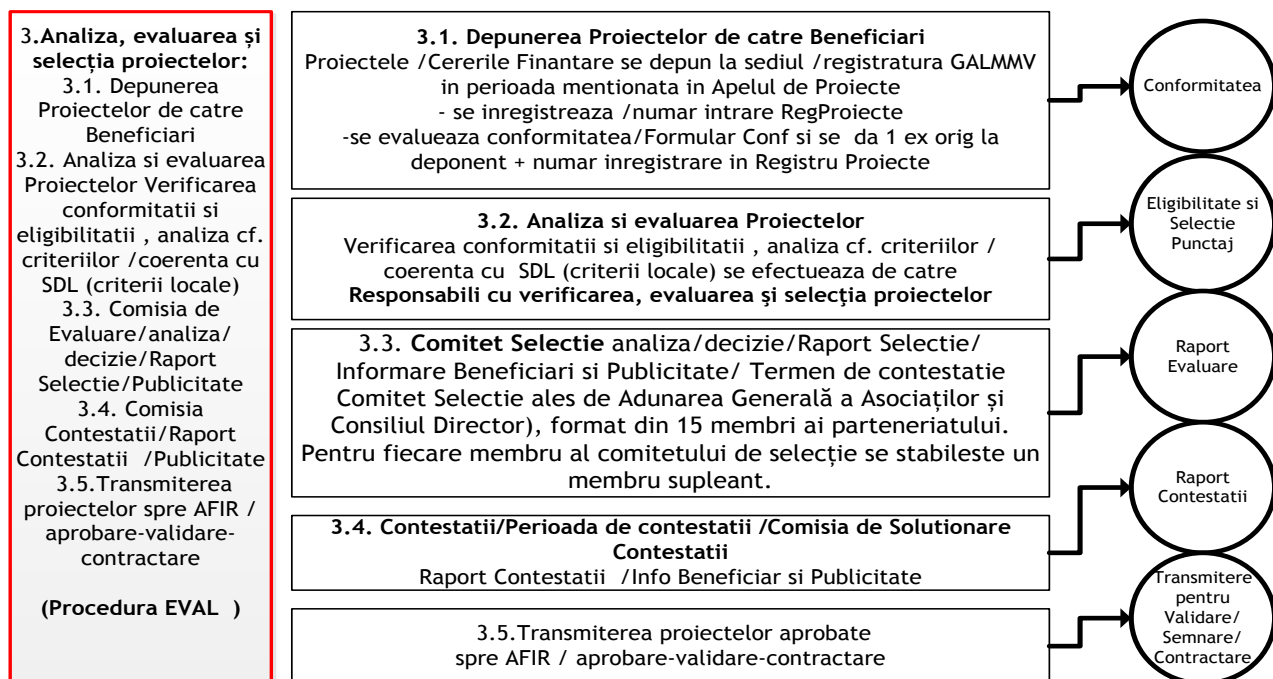 3.Analiza, evaluarea și
selecția proiectelor:
3.1. Depunerea
Proiectelor de catre
Beneficiari
3.2. Analiza si evaluarea
Proiectelor Verificarea
conformitatii si
eligibilitatii , analiza cf.
criteriilor /coerenta cu
SDL (criterii locale)
3.3. Comisia de
Evaluare/analiza/
decizie/Raport
Selectie/Publicitate
3.4. Comisia
Contestatii/Raport
Contestatii /Publicitate
3.5.Transmiterea
proiectelor spre AFIR /
aprobare-validare-
contractare
(Procedura EVAL )
3.1. Depunerea Proiectelor de catre Beneficiari
Proiectele /Cererile Finantare se depun la sediul /registratura GALMMV
in perioada mentionata in Apelul de Proiecte
- se inregistreaza /numar intrare RegProiecte
-se evalueaza conformitatea/Formular Conf si se da 1 ex orig la
deponent + numar inregistrare in Registru Proiecte
Conformitatea
3.2. Analiza si evaluarea Proiectelor
Verificarea conformitatii si eligibilitatii , analiza cf. criteriilor /
coerenta cu SDL (criterii locale) se efectueaza de catre
Responsabili cu verificarea, evaluarea şi selecţia proiectelor
Eligibilitate si
Selectie
Punctaj
3.3. Comitet Selectie analiza/decizie/Raport Selectie/
Informare Beneficiari si Publicitate/ Termen de contestatie
Comitet Selectie ales de Adunarea Generală a Asociaților și
Consiliul Director), format din 15 membri ai parteneriatului.
Pentru fiecare membru al comitetului de selecție se stabileste un
membru supleant.
Raport
Evaluare
3.4. Contestatii/Perioada de contestatii /Comisia de Solutionare
Contestatii
Raport Contestatii /Info Beneficiar si Publicitate
Raport
Contestatii
3.5.Transmiterea proiectelor aprobate
spre AFIR / aprobare-validare-contractare
Transmitere
pentru
Validare/
Semnare/
Contractare